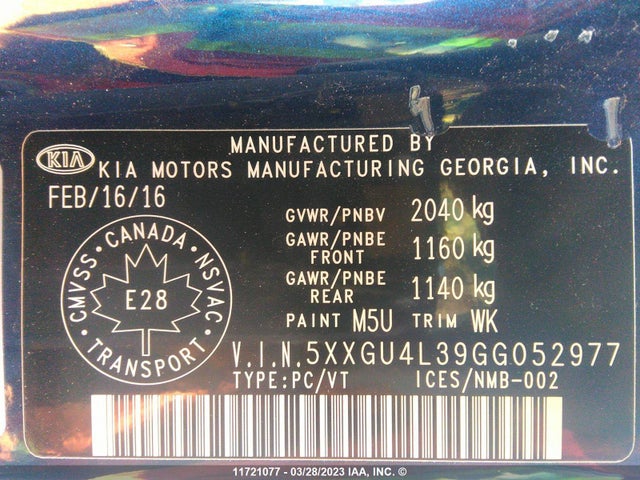 MANUFACTURED BY
KIA KIA MOTORS MANUFACTURING GEORGIA, INC.
FEB/16/16
GVWR/PNBV 2040 kg
GAWR/PNBE FRONT 1160 kg
GAWR/PNBE REAR 1140 kg
PAINT M5U TRIM WK
CMVSS • CANADA • NSVAC • TRANSPORT •
E28
V.I.N.5XXGU4L39GG052977
TYPE:PC/VT ICES/NMB-002
11721077 - 03/28/2023 IAA, INC. ©